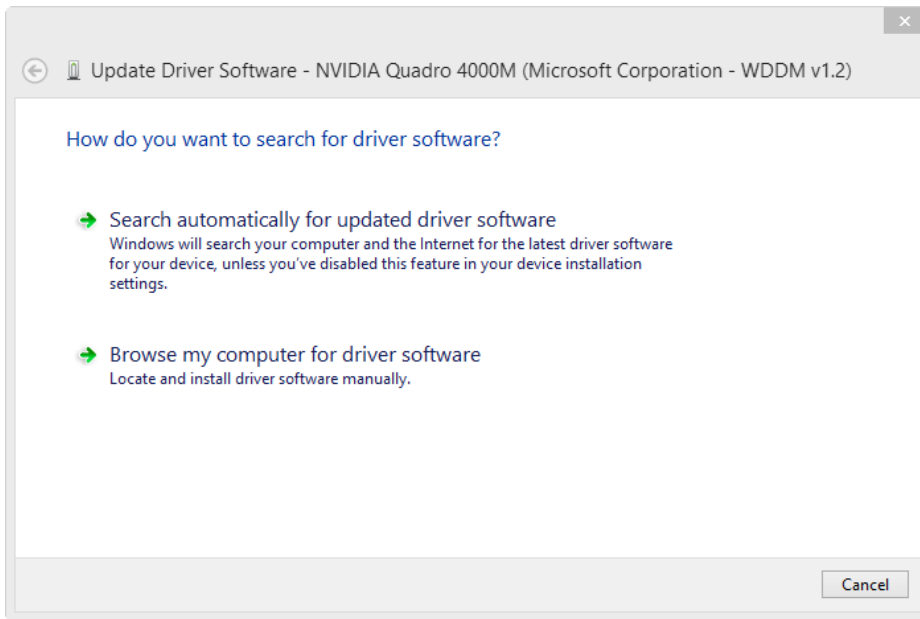 Update Driver Software - NVIDIA Quadro 4000M (Microsoft Corporation - WDDM v1.2)
How do you want to search for driver software?
Search automatically for updated driver software
Windows will search your computer and the Internet for the latest driver software
for your device, unless you've disabled this feature in your device installation
settings.
Browse my computer for driver software
Locate and install driver software manually.
Cancel